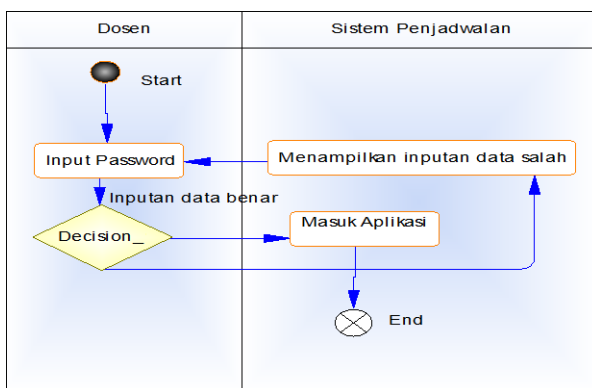 Dosen
Sistem Penjadwalan
Start
Input Password
Menampilkan inputan data salah
Inputan data benar
Decision_
Masuk Aplikasi
End